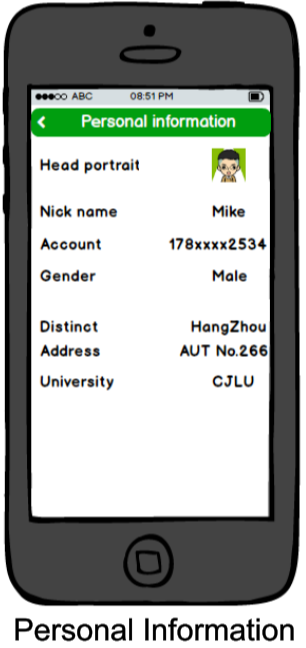 ABC 08:51 PM
Personal information
Head portrait
Nick name Mike
Account 178xxxx2534
Gender Male
Distinct HangZhou
Address AUT No.266
University CJLU
Personal Information